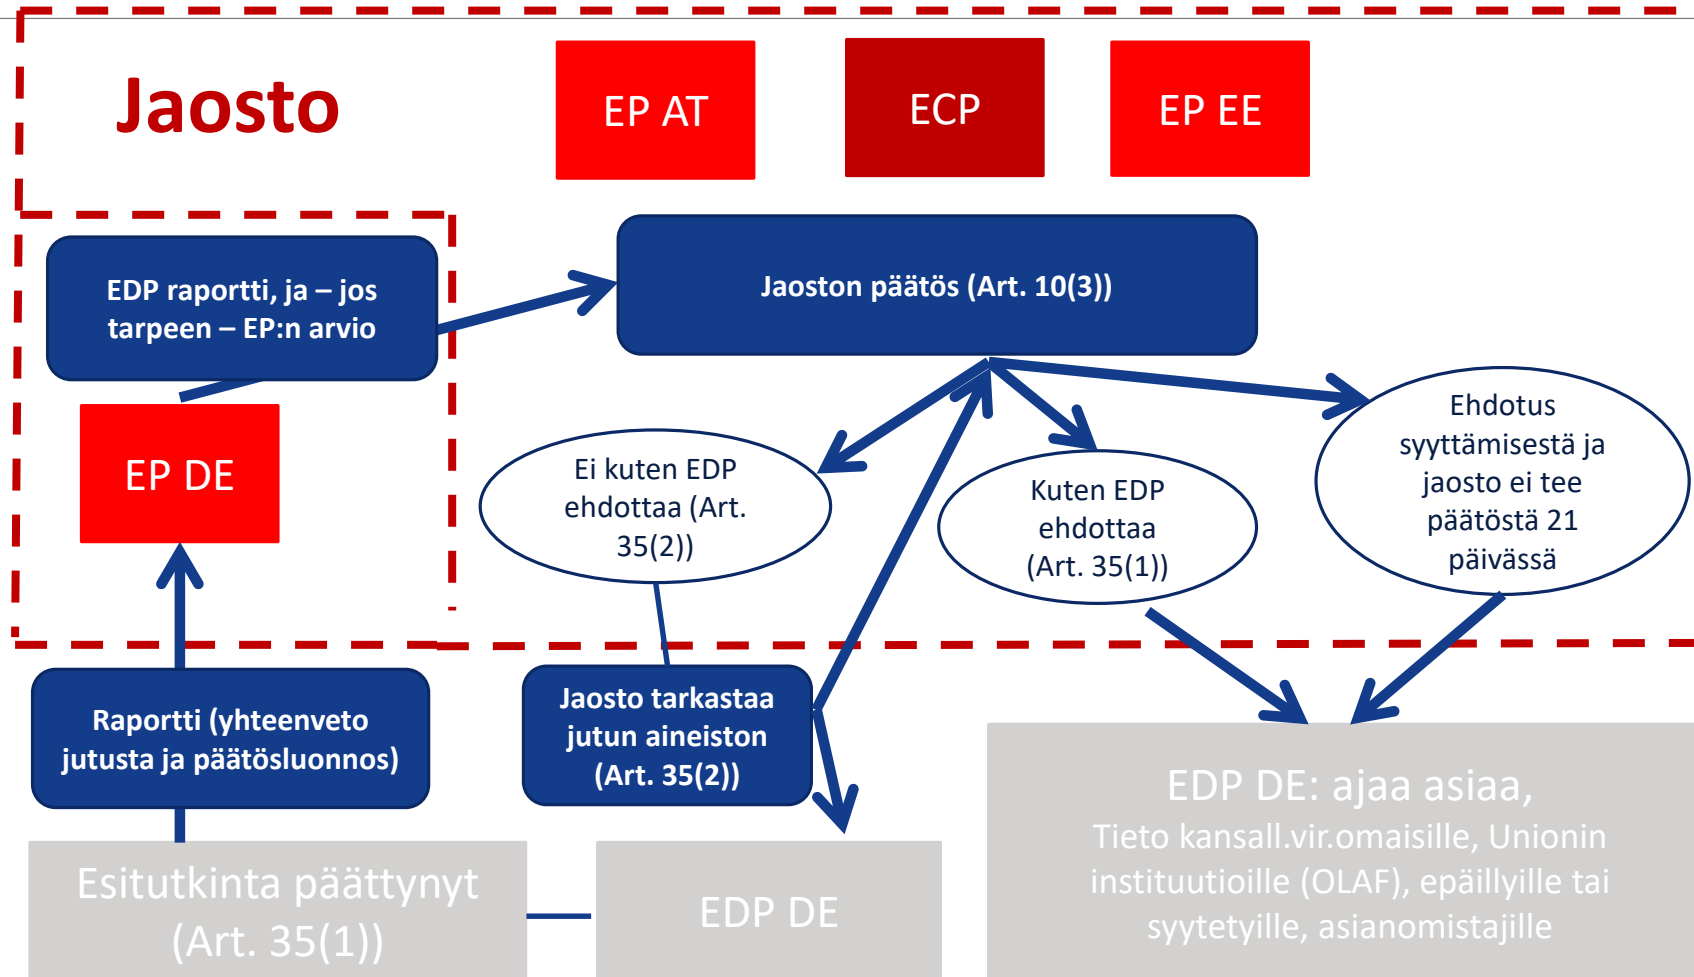 Jaosto
EP AT
ECP
EP EE
EDP raportti, ja – jos
tarpeen – EP:n arvio
Jaoston päätös (Art. 10(3))
EP DE
Ei kuten EDP
ehdottaa (Art.
35(2))
Kuten EDP
ehdottaa
(Art. 35(1))
Ehdotus
syyttämisestä ja
jaosto ei tee
päätöstä 21
päivässä
Raportti (yhteenveto
jutusta ja päätösluonnos)
Jaosto tarkastaa
jutun aineiston
(Art. 35(2))
Esitutkinta päättynyt
(Art. 35(1))
EDP DE
EDP DE: ajaa asiaa,
Tieto kansall.vir.omaisille, Unionin
instituutioille (OLAF), epäillyille tai
syytetyille, asianomistajille